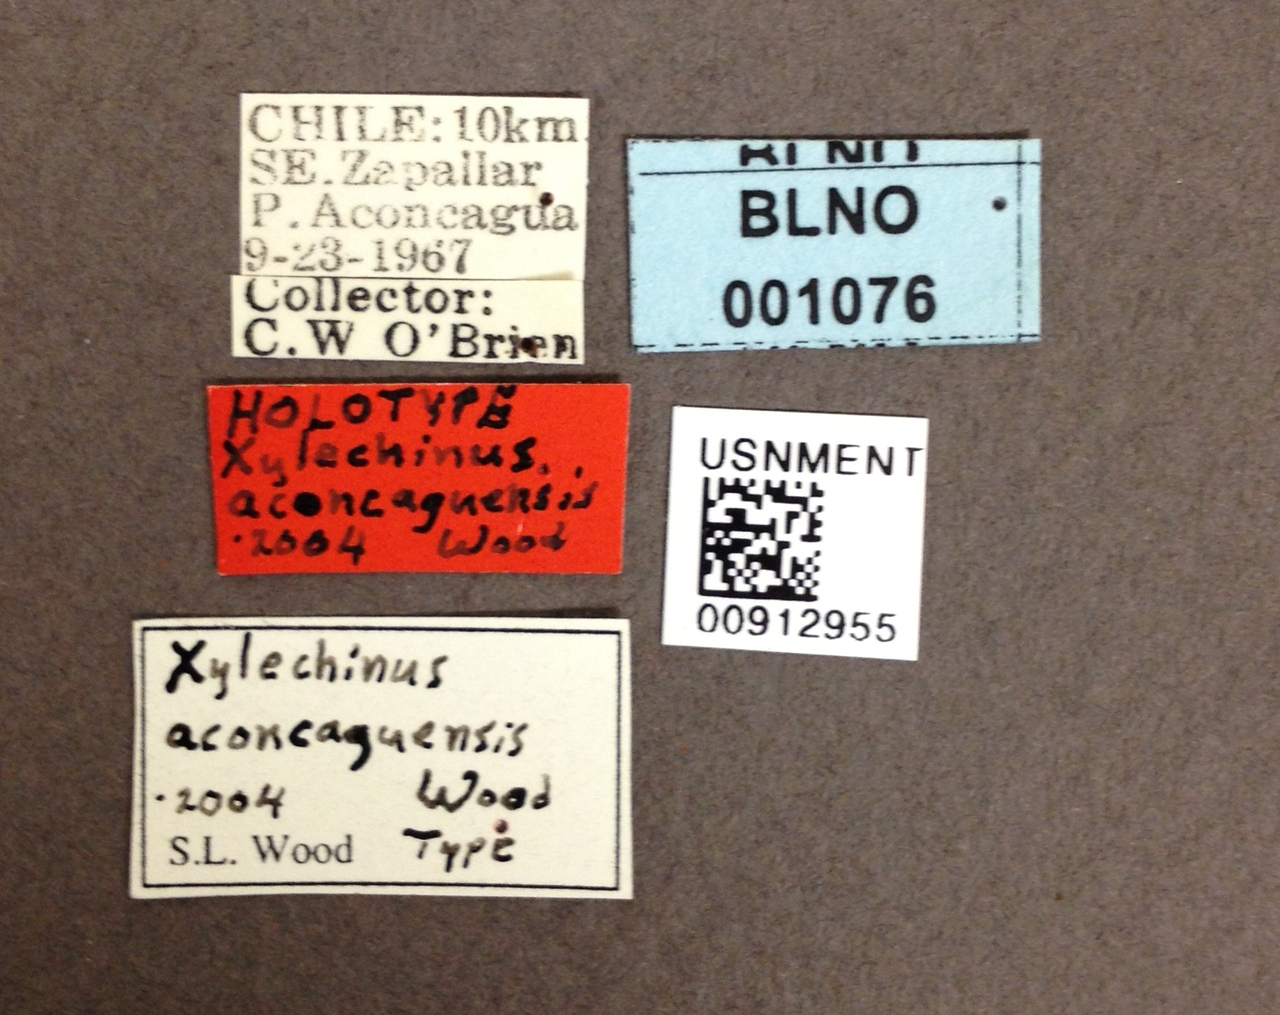 CHILE: 10km
SE. Zapallar
P. Aconcagua
9-23-1967
Collector:
C.W O'Brien
BLNO
001076
HOLOTYPE
Xylechinus
aconcaguensis
2004 Wood
USNMENT
00912955
Xylechinus
aconcaguensis
2004 Wood
S.L. Wood Type